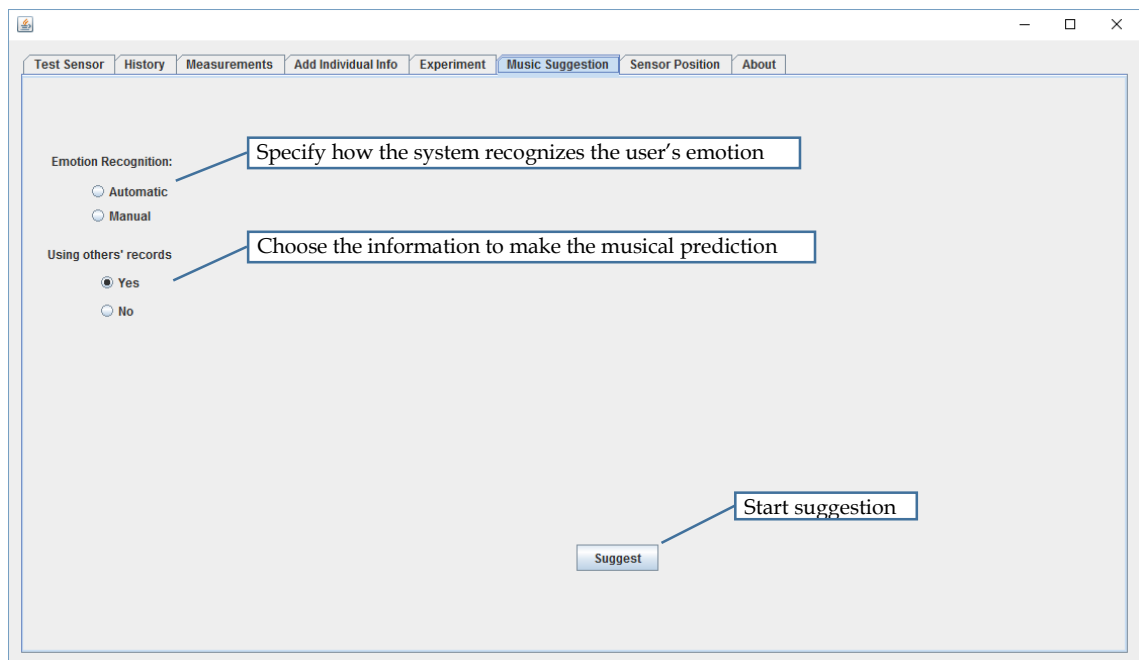 Test Sensor History Measurements Add Individual Info Experiment Music Suggestion Sensor Position About
Specify how the system recognizes the user’s emotion
Emotion Recognition:
Automatic
Manual
Choose the information to make the musical prediction
Using others' records
Yes
No
Start suggestion
Suggest